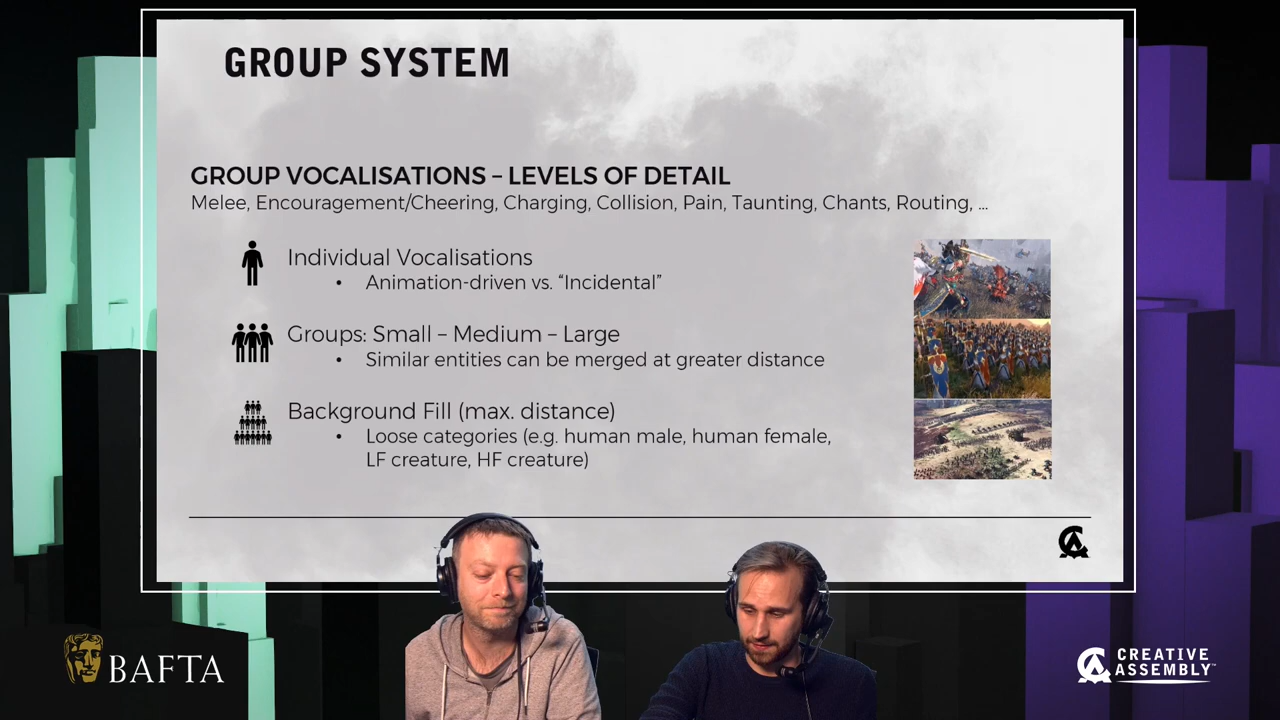 GROUP SYSTEM
GROUP VOCALISATIONS – LEVELS OF DETAIL
Melee, Encouragement/Cheering, Charging, Collision, Pain, Taunting, Chants, Routing, ...
Individual Vocalisations
• Animation-driven vs. “Incidental”
Groups: Small – Medium – Large
• Similar entities can be merged at greater distance
Background Fill (max. distance)
• Loose categories (e.g. human male, human female,
LF creature, HF creature)
BAFTA
CREATIVE
ASSEMBLY™